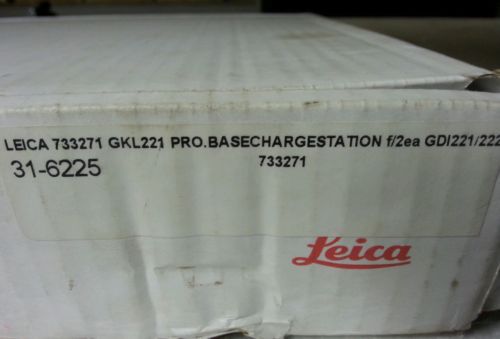 LEICA 733271 GKL221 PRO.BASECHARGESTATION f/2ea GDI221/222
31-6225
733271
Leica